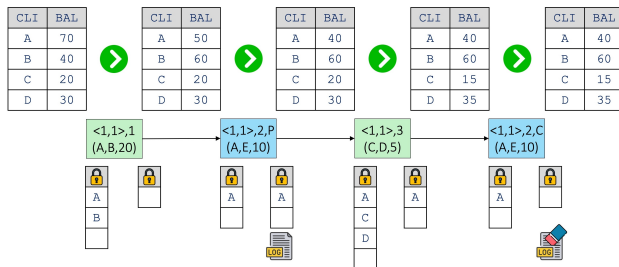 CLI BAL
A 70
B 40
C 20
D 30
CLI BAL
A 50
B 60
C 20
D 30
CLI BAL
A 40
B 60
C 20
D 30
CLI BAL
A 40
B 60
C 15
D 35
CLI BAL
A 40
B 60
C 15
D 35
<1,1>,1
(A,B,20)
<1,1>,2,P
(A,E,10)
<1,1>,3
(C,D,5)
<1,1>,2,C
(A,E,10)
A
B
A
A
LOG
A
C
D
A
A
LOG